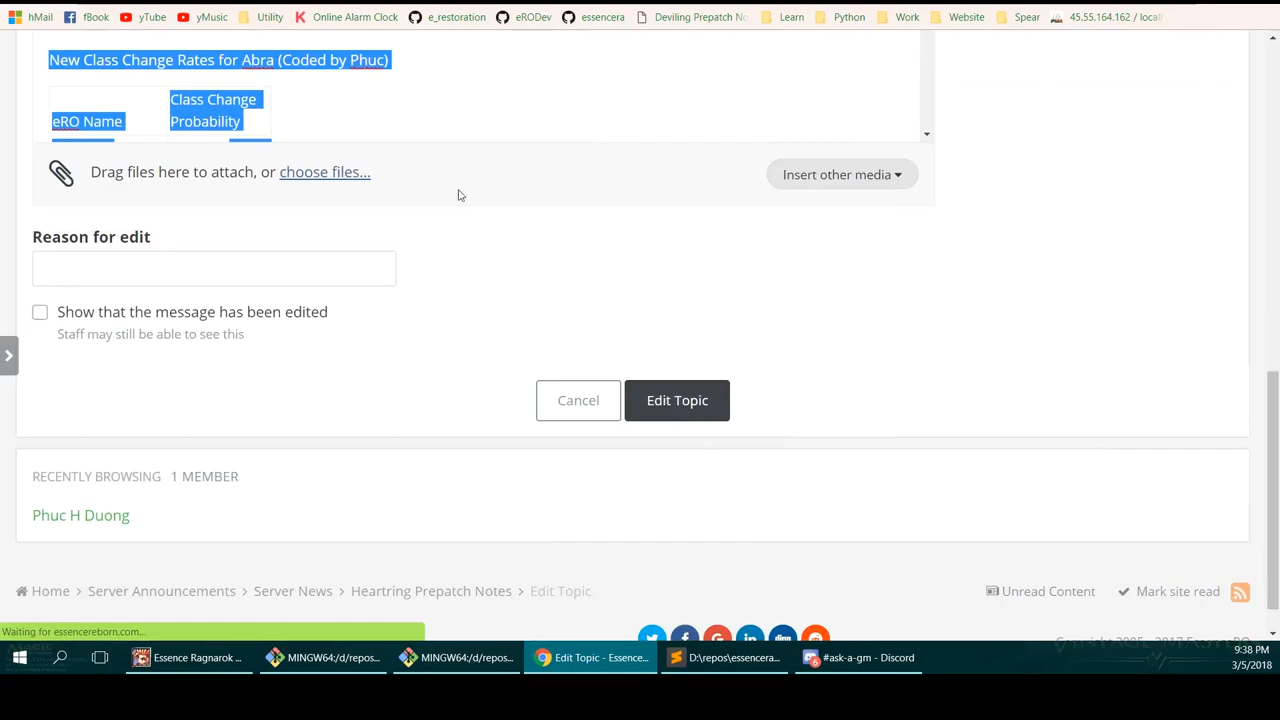 hMail fBook yTube yMusic Utility Online Alarm Clock e_restoration eRODev essencera Deviling Prepatch No Learn Python Work Website Spear 45.55.164.162 / local
New Class Change Rates for Abra (Coded by Phuc)
Class Change
eRO Name Probability
Drag files here to attach, or choose files... Insert other media
Reason for edit
Show that the message has been edited
Staff may still be able to see this
Cancel Edit Topic
RECENTLY BROWSING 1 MEMBER
Phuc H Duong
Home > Server Announcements > Server News > Heartring Prepatch Notes > Edit Topic Unread Content Mark site read
Waiting for essencereborn.com...
Essence Ragnarok ... MINGW64:/d/repos... MINGW64:/d/repos... Edit Topic - Essence... D:\repos\essencera... #ask-a-gm - Discord
9:38 PM
3/5/2018